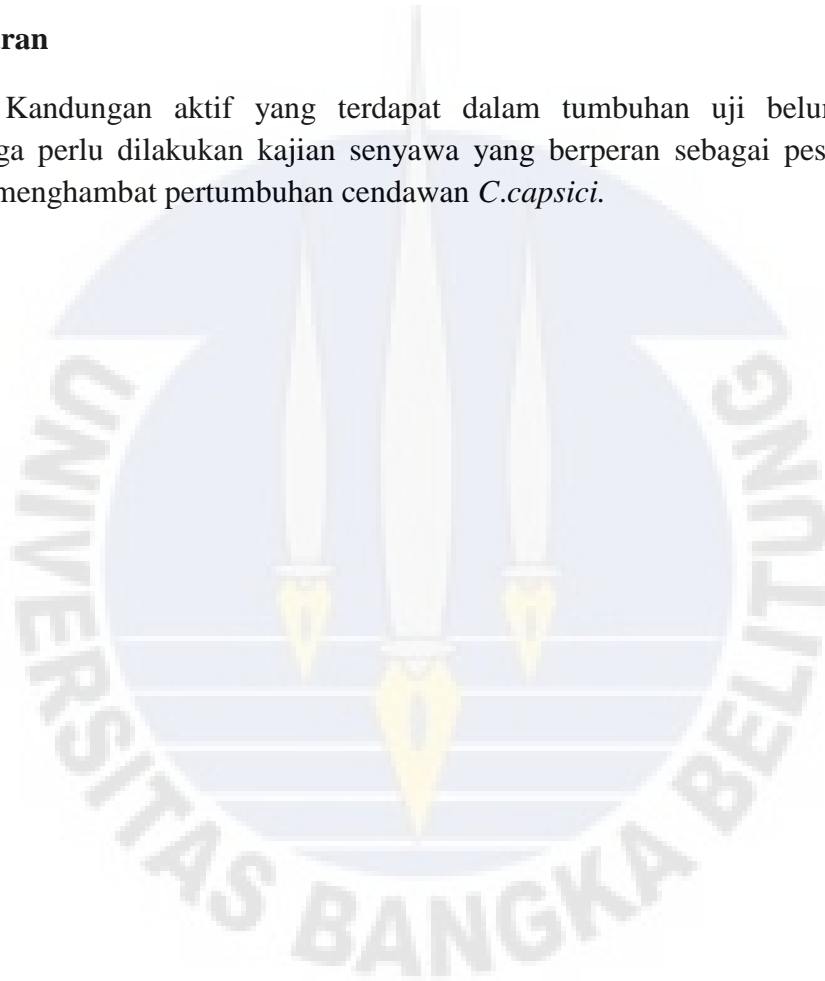 ran
Kandungan aktif yang terdapat dalam tumbuhan uji belu
ga perlu dilakukan kajian senyawa yang berperan sebagai pes
menghambat pertumbuhan cendawan C.capsici.
UNIVERSITAS BANGKA BELITUNG